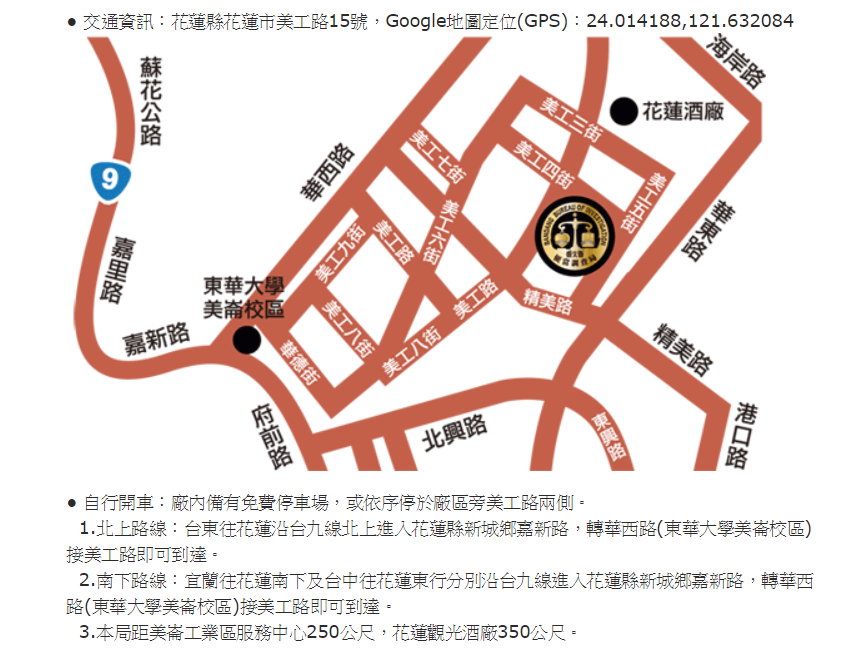 ● 交通資訊：花蓮縣花蓮市美工路15號，Google地圖定位(GPS)：24.014188,121.632084
海岸路
蘇花公路
花蓮酒廠
美工三街
美工七街
美工四街
華西路
9
美工五街
美工六街
華東路
BANDANG BUREAU OF INVESTIGATION
美工九街
美工路
嘉里路
東華大學
美崙校區
美工路
精美路
美工八街
嘉新路
華德街
美工八街
精美路
府前路
北興路
東興路
港口路
● 自行開車：廠內備有免費停車場，或依序停於廠區旁美工路兩側。
1.北上路線：台東往花蓮沿台九線北上進入花蓮縣新城鄉嘉新路，轉華西路(東華大學美崙校區)
接美工路即可到達。
2.南下路線：宜蘭往花蓮南下及台中往花蓮東行分別沿台九線進入花蓮縣新城鄉嘉新路，轉華西
路(東華大學美崙校區)接美工路即可到達。
3.本局距美崙工業區服務中心250公尺，花蓮觀光酒廠350公尺。